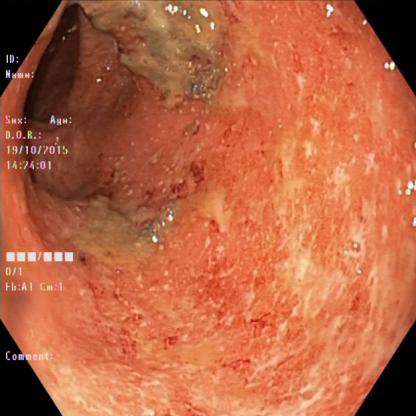 ID:
Name:
Sex: Age:
D.O.B.:
19/10/2015
14:24:01
■■■/■■■
0/1
Eh:A1 Cm:1
Comment: